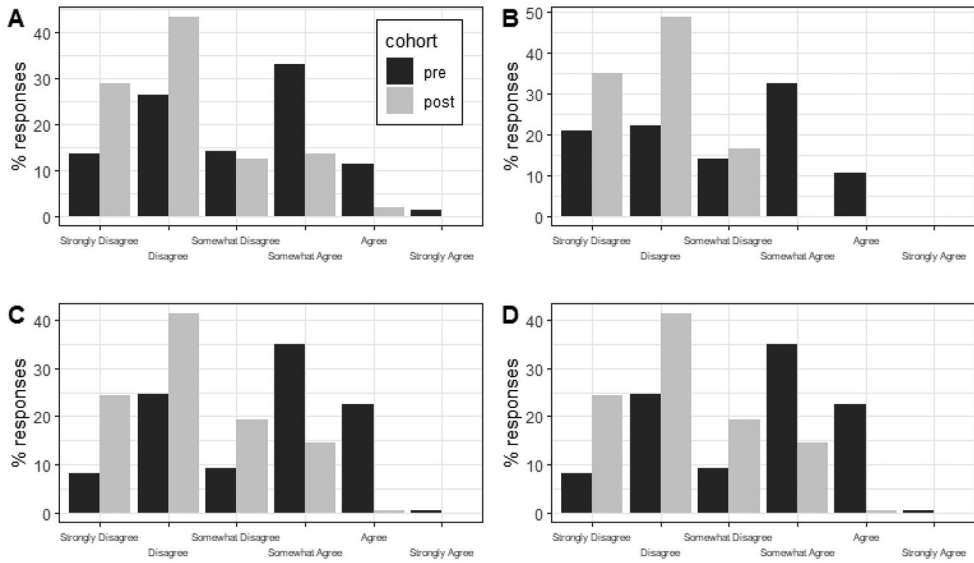 A
% responses
40
30
20
10
0
cohort
pre
post
Strongly Disagree
Disagree
Somewhat Disagree
Somewhat Agree
Agree
Strongly Agree
B
% responses
50
40
30
20
10
0
Strongly Disagree
Disagree
Somewhat Disagree
Somewhat Agree
Agree
Strongly Agree
C
% responses
40
30
20
10
0
Strongly Disagree
Disagree
Somewhat Disagree
Somewhat Agree
Agree
Strongly Agree
D
% responses
40
30
20
10
0
Strongly Disagree
Disagree
Somewhat Disagree
Somewhat Agree
Agree
Strongly Agree